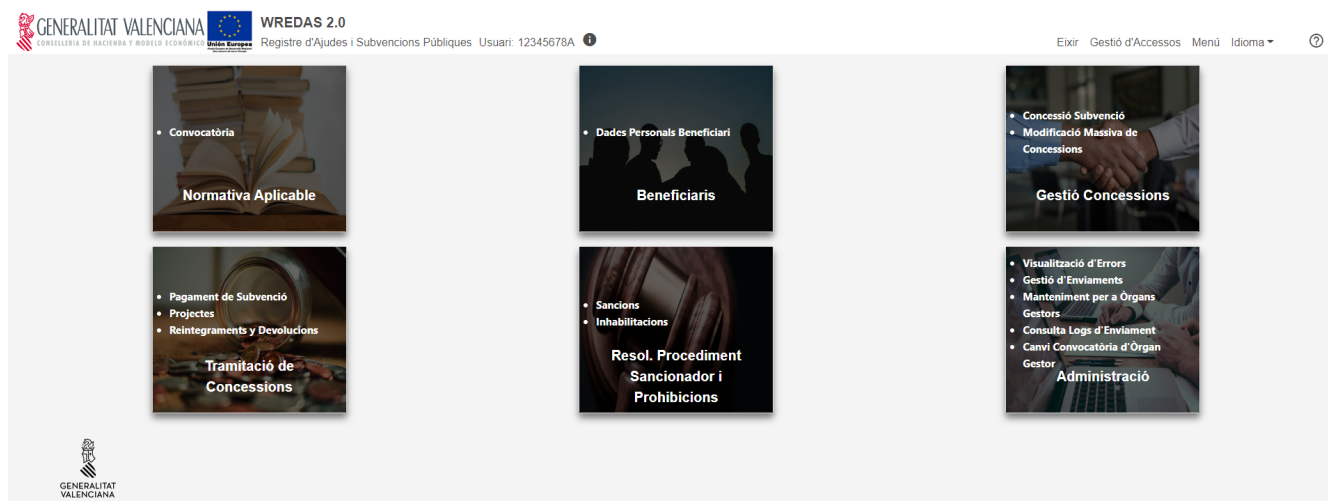 GENERALITAT VALENCIANA
CONSELLERIA DE HACIENDA Y MODELO ECONÓMICO
Unión Europea
WREDAS 2.0
Registre d'Ajudes i Subvencions Públiques Usuari: 12345678A
Eixir Gestió d'Accessos Menú Idioma
Convocatòria
Normativa Aplicable
Dades Personals Beneficiari
Beneficiaris
Concessió Subvenció
Modificació Massiva de
Concessions
Gestió Concessions
Pagament de Subvenció
Projectes
Reintegraments y Devolucions
Tramitació de
Concessions
Sancions
Inhabilitacions
Resol. Procediment
Sancionador i
Prohibicions
Visualització d'Errors
Gestió d'Enviaments
Manteniment per a Òrgans
Gestors
Consulta Logs d'Enviament
Canvi Convocatòria d'Òrgan
Gestor
Administració
GENERALITAT
VALENCIANA